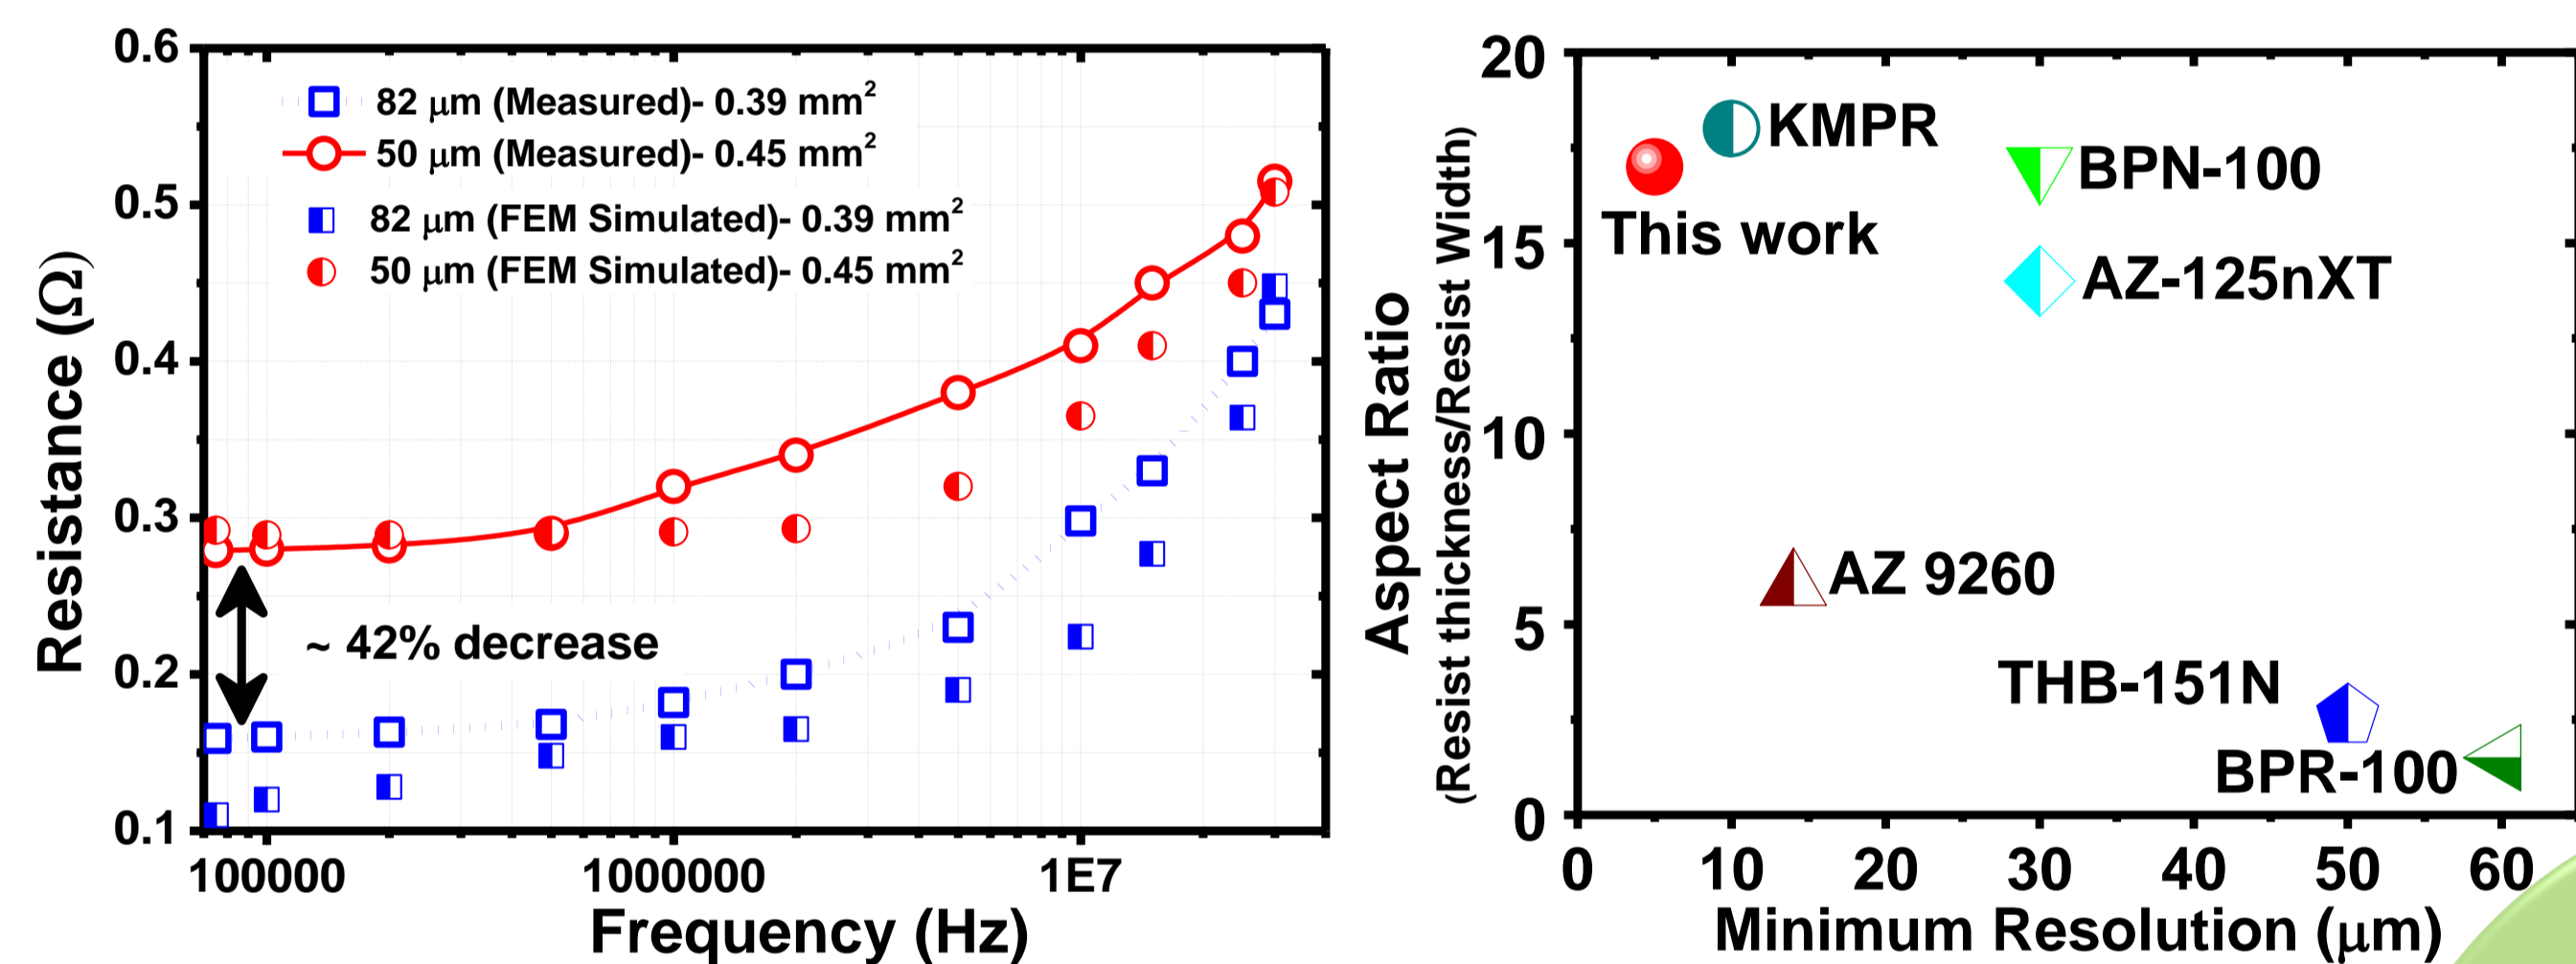 0.6
0.5
0.4
0.3
0.2
0.1
Resistance (Ω)
82 μm (Measured)- 0.39 mm²
50 μm (Measured)- 0.45 mm²
82 μm (FEM Simulated)- 0.39 mm²
50 μm (FEM Simulated)- 0.45 mm²
~ 42% decrease
100000 1000000 1E7
Frequency (Hz)
20
15
10
5
0
Aspect Ratio
(Resist thickness/Resist Width)
KMPR
BPN-100
This work
AZ-125nXT
AZ 9260
THB-151N
BPR-100
0 10 20 30 40 50 60
Minimum Resolution (μm)